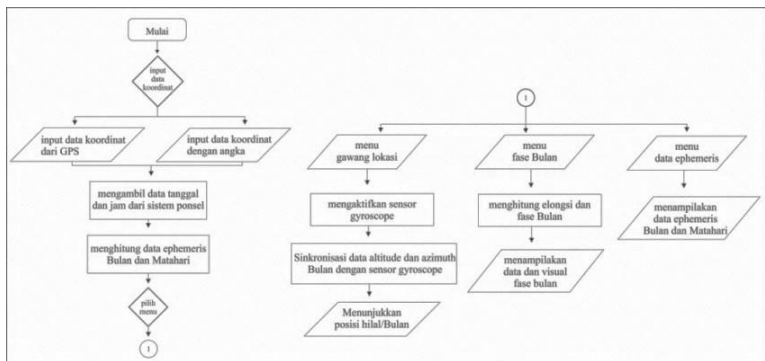 Mulai
input
data
koordinat
input data koordinat
dari GPS
input data koordinat
dengan angka
mengambil data tanggal
dan jam dari sistem ponsel
menghitung data ephemeris
Bulan dan Matahari
pilih
menu
1
1
menu
gawang lokasi
mengaktifkan sensor
gyroscope
Sinkronisasi data altitude dan azimuth
Bulan dengan sensor gyroscope
Menunjukkan
posisi hilal/Bulan
menu
fase Bulan
menghitung elongsi dan
fase Bulan
menampilakan
data dan visual
fase bulan
menu
data ephemeris
menampilakan
data ephemeris
Bulan dan Matahari